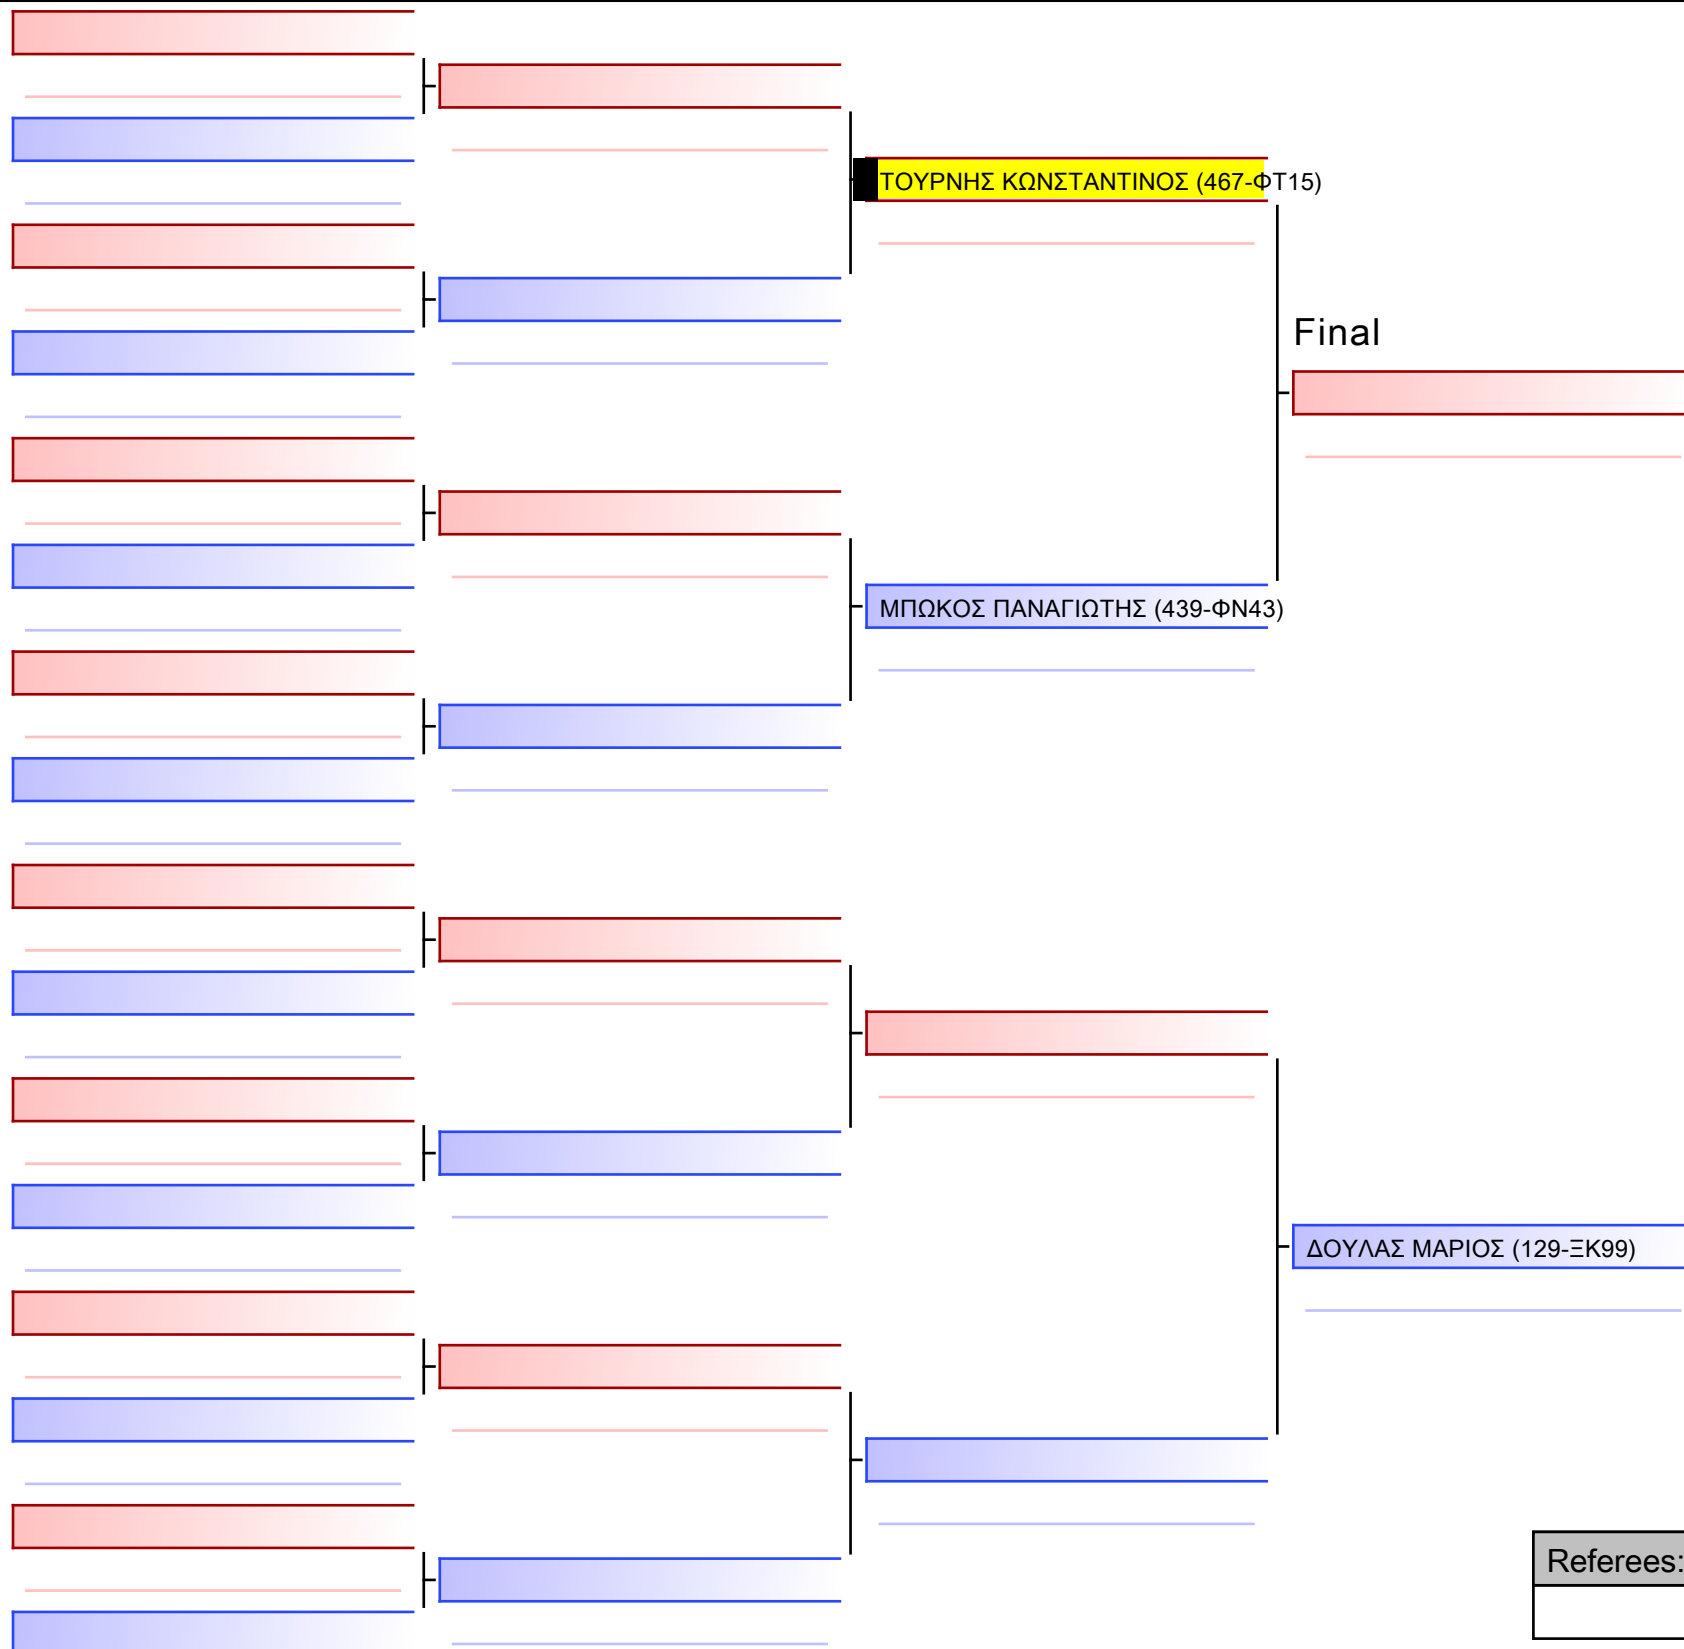 ΤΟΥΡΝΗΣ ΚΩΝΣΤΑΝΤΙΝΟΣ (467-ΦΤ15)
Final
ΜΠΩΚΟΣ ΠΑΝΑΓΙΩΤΗΣ (439-ΦΝ43)
ΔΟΥΛΑΣ ΜΑΡΙΟΣ (129-ΞΚ99)
Referees: